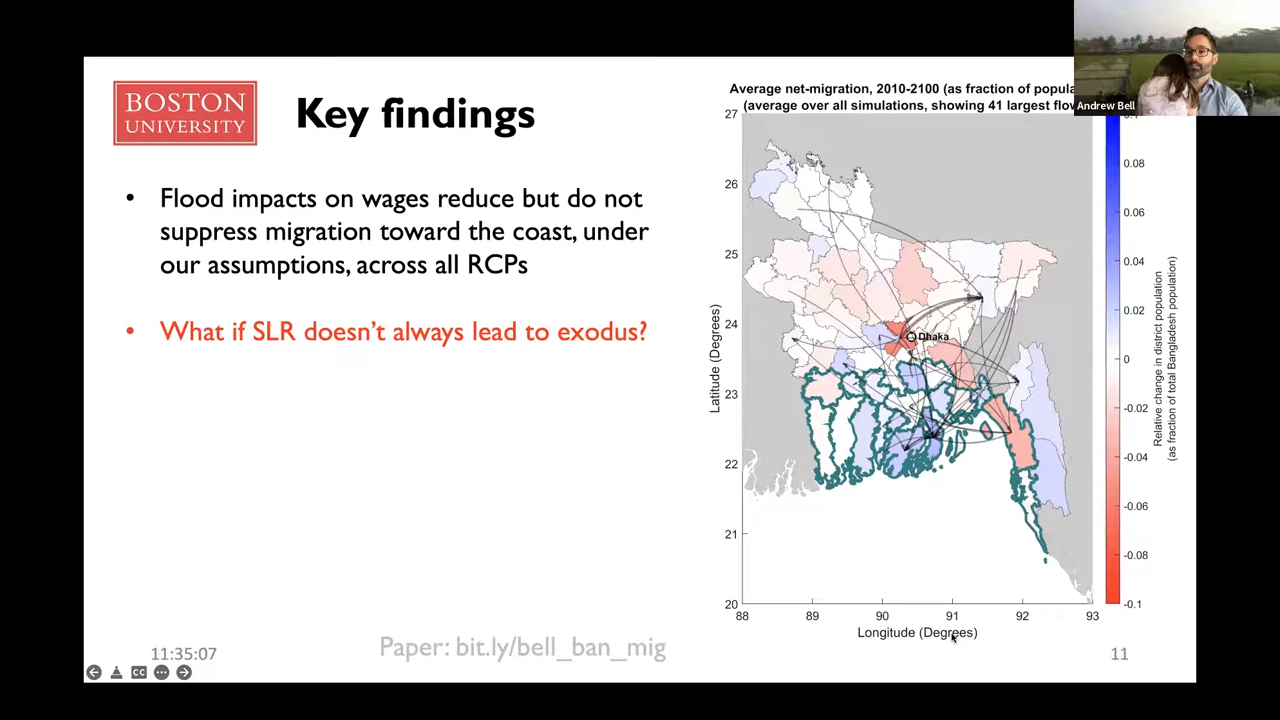 BOSTON
UNIVERSITY
Key findings
• Flood impacts on wages reduce but do not
suppress migration toward the coast, under
our assumptions, across all RCPs
• What if SLR doesn't always lead to exodus?
Average net-migration, 2010-2100 (as fraction of popula
(average over all simulations, showing 41 largest flow
Andrew Bell
27
26
25
24
23
22
21
20
Latitude (Degrees)
Dhaka
88
89
90
91
92
93
Longitude (Degrees)
0.08
0.06
0.04
0.02
0
-0.02
-0.04
-0.06
-0.08
-0.1
Relative change in district population
(as fraction of total Bangladesh population)
11:35:07
Paper: bit.ly/bell_ban_mig
11
CC